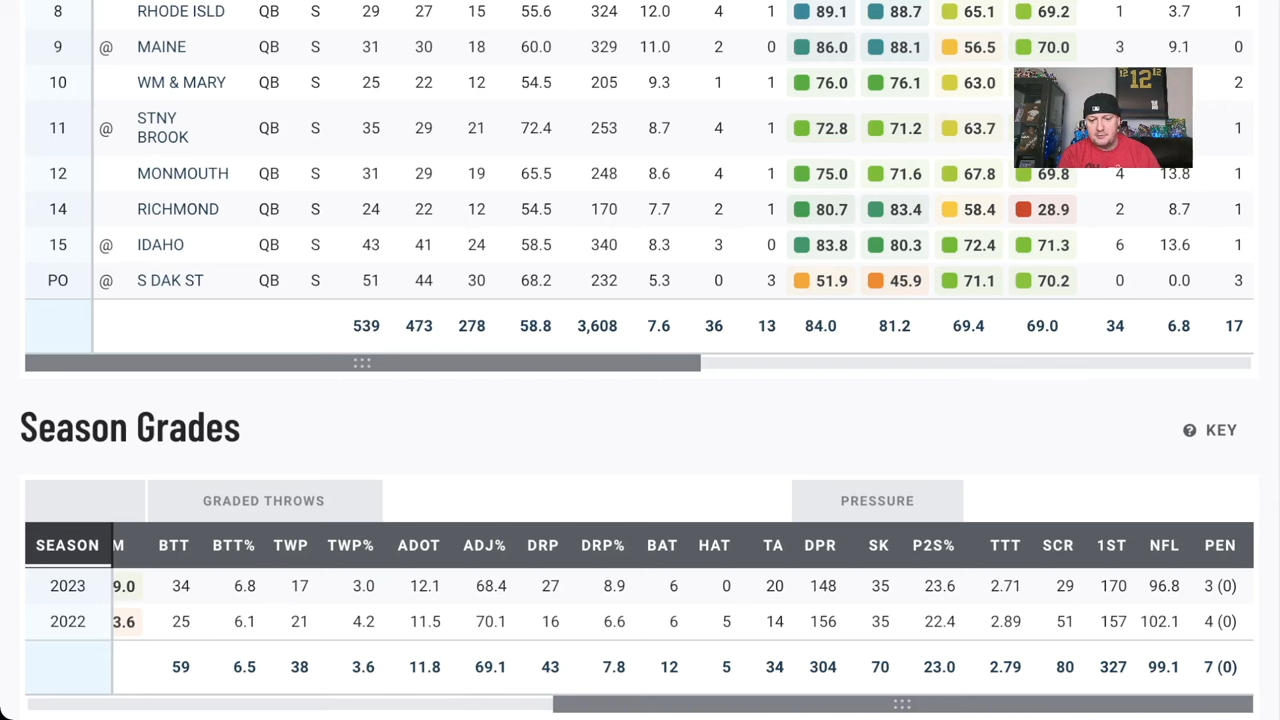 8 RHODE ISLD QB S 29 27 15 55.6 324 12.0 4 1 89.1 88.7 65.1 69.2 1 3.7 1
9 @ MAINE QB S 31 30 18 60.0 329 11.0 2 0 86.0 88.1 56.5 70.0 3 9.1 0
10 WM & MARY QB S 25 22 12 54.5 205 9.3 1 1 76.0 76.1 63.0 2
11 @ STNY BROOK QB S 35 29 21 72.4 253 8.7 4 1 72.8 71.2 63.7 1
12 MONMOUTH QB S 31 29 19 65.5 248 8.6 4 1 75.0 71.6 67.8 69.8 4 13.8 1
14 RICHMOND QB S 24 22 12 54.5 170 7.7 2 1 80.7 83.4 58.4 28.9 2 8.7 1
15 @ IDAHO QB S 43 41 24 58.5 340 8.3 3 0 83.8 80.3 72.4 71.3 6 13.6 1
PO @ S DAK ST QB S 51 44 30 68.2 232 5.3 0 3 51.9 45.9 71.1 70.2 0 0.0 3
539 473 278 58.8 3,608 7.6 36 13 84.0 81.2 69.4 69.0 34 6.8 17
Season Grades
? KEY
GRADED THROWS PRESSURE
SEASON M BTT BTT% TWP TWP% ADOT ADJ% DRP DRP% BAT HAT TA DPR SK P2S% TTT SCR 1ST NFL PEN
2023 9.0 34 6.8 17 3.0 12.1 68.4 27 8.9 6 0 20 148 35 23.6 2.71 29 170 96.8 3 (0)
2022 3.6 25 6.1 21 4.2 11.5 70.1 16 6.6 6 5 14 156 35 22.4 2.89 51 157 102.1 4 (0)
59 6.5 38 3.6 11.8 69.1 43 7.8 12 5 34 304 70 23.0 2.79 80 327 99.1 7 (0)